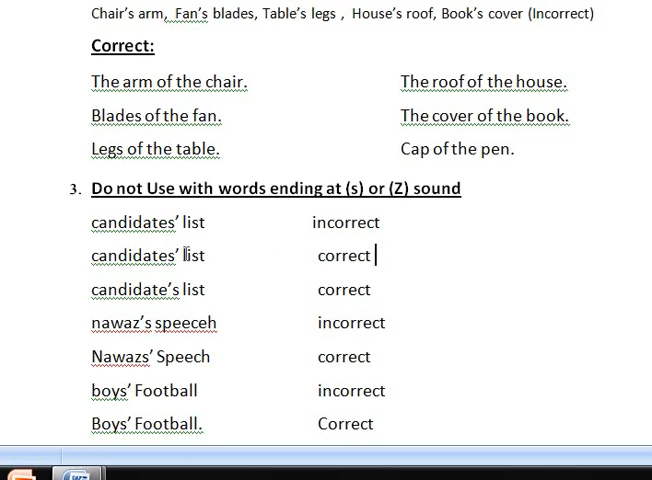 Chair's arm, Fan's blades, Table's legs , House's roof, Book's cover (Incorrect)
Correct:
The arm of the chair. The roof of the house.
Blades of the fan. The cover of the book.
Legs of the table. Cap of the pen.
3. Do not Use with words ending at (s) or (Z) sound
candidates' list incorrect
candidates' list correct
candidate's list correct
nawaz's speeceh incorrect
Nawazs' Speech correct
boys' Football incorrect
Boys' Football. Correct